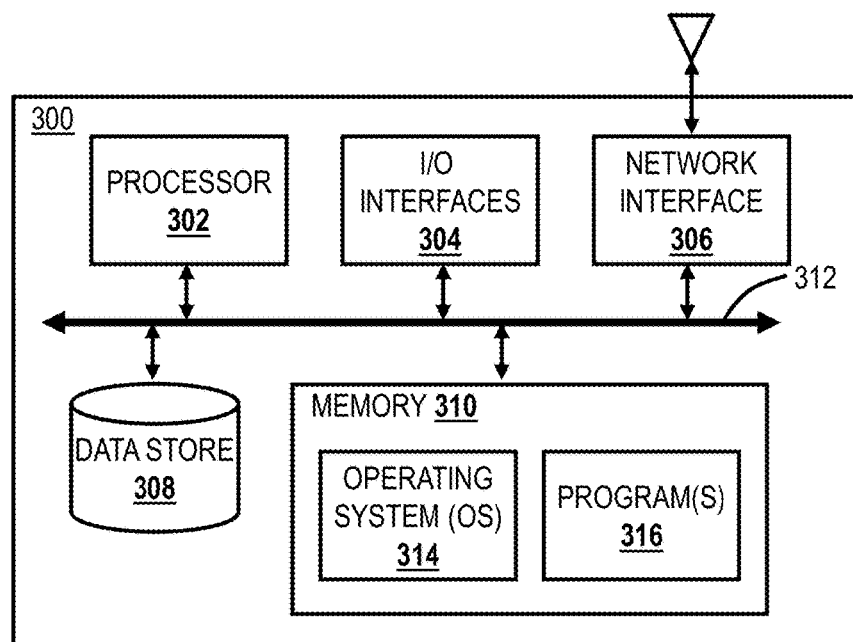 300
PROCESSOR
302
I/O
INTERFACES
304
NETWORK
INTERFACE
306
312
DATA STORE
308
MEMORY 310
OPERATING
SYSTEM (OS)
314
PROGRAM(S)
316